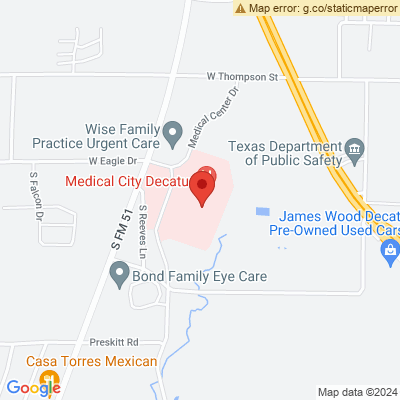 Map error: g.co/staticmaperror
W Thompson St
Medical Center Dr
Wise Family
Practice Urgent Care
Texas Department
of Public Safety
W Eagle Dr
Medical City Decatu
S Falcon Dr
S Reeves Ln
S FM 51
James Wood Decat
Pre-Owned Used Cars
Bond Family Eye Care
Preskitt Rd
Casa Torres Mexican
Google
Map data ©2024